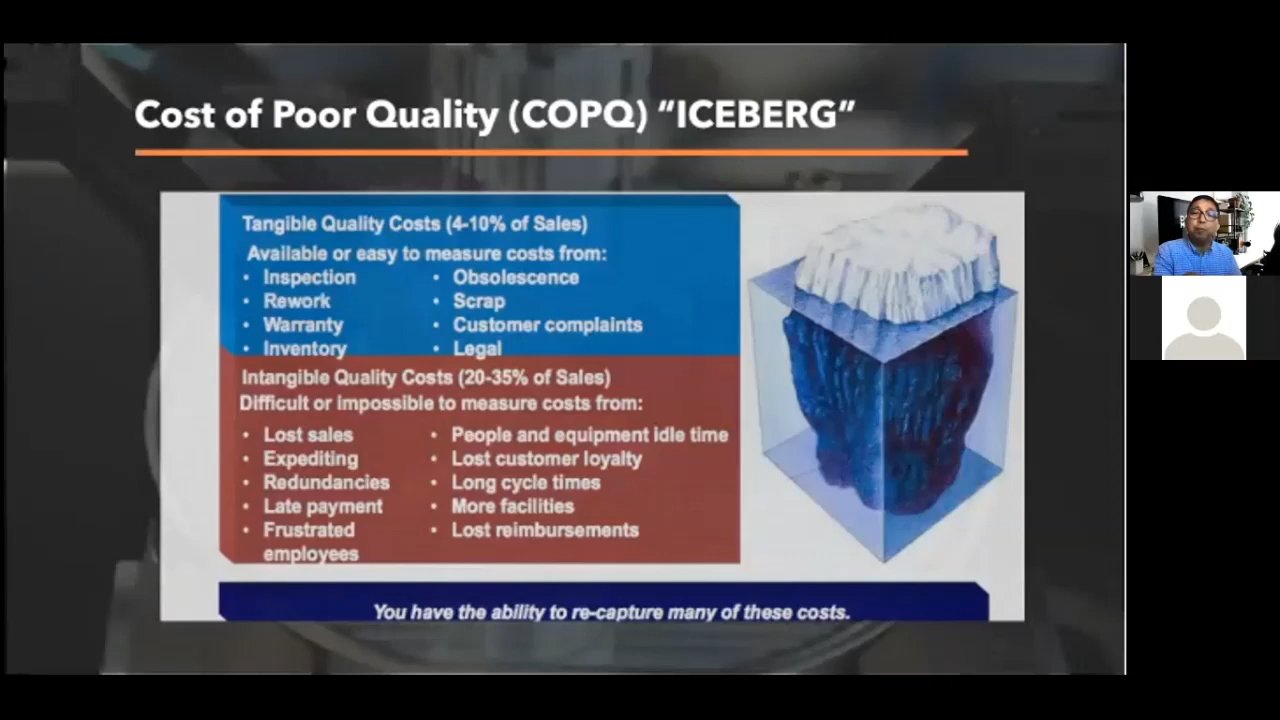 Cost of Poor Quality (COPQ) “ICEBERG”
Tangible Quality Costs (4-10% of Sales)
Available or easy to measure costs from:
• Inspection
• Rework
• Warranty
• Inventory
• Obsolescence
• Scrap
• Customer complaints
• Legal
Intangible Quality Costs (20-35% of Sales)
Difficult or impossible to measure costs from:
• Lost sales
• Expediting
• Redundancies
• Late payment
• Frustrated
employees
• People and equipment idle time
• Lost customer loyalty
• Long cycle times
• More facilities
• Lost reimbursements
You have the ability to re-capture many of these costs.